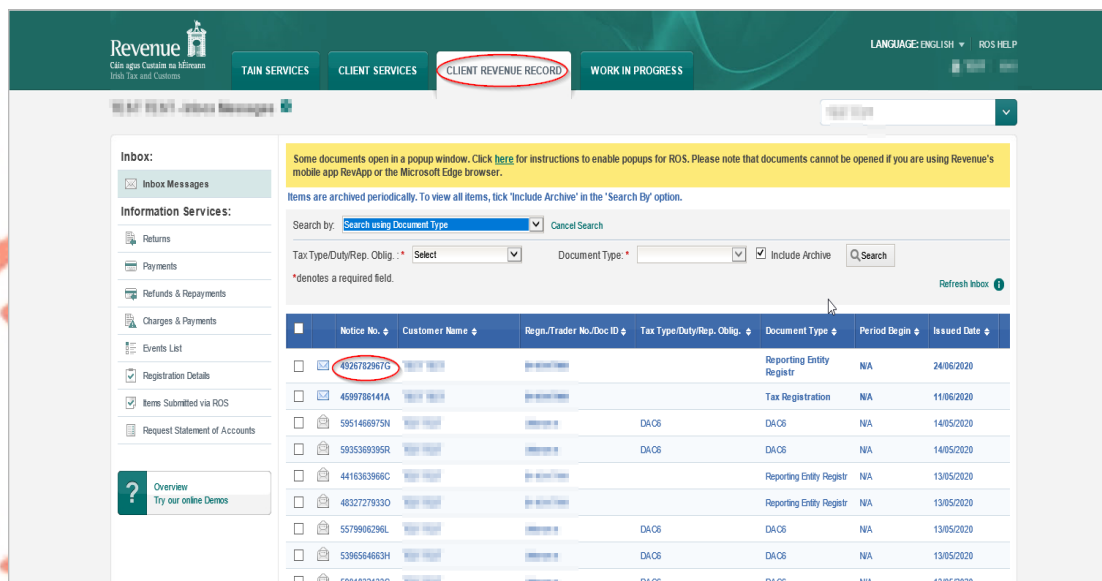 Revenue
Cáin agus Custaim na hÉireann
Irish Tax and Customs
LANGUAGE: ENGLISH ROS HELP
TAIN SERVICES CLIENT SERVICES CLIENT REVENUE RECORD WORK IN PROGRESS
Inbox:
Inbox Messages
Information Services:
Returns
Payments
Refunds & Repayments
Charges & Payments
Events List
Registration Details
Items Submitted via ROS
Request Statement of Accounts
? Overview
Try our online Demos
Some documents open in a popup window. Click here for instructions to enable popups for ROS. Please note that documents cannot be opened if you are using Revenue's
mobile app RevApp or the Microsoft Edge browser.
Items are archived periodically. To view all items, tick 'Include Archive' in the 'Search By' option.
Search by: Search using Document Type Cancel Search
Tax Type/Duty/Rep. Oblig. : * Select Document Type: * Include Archive Search
*denotes a required field.
Refresh Inbox
Notice No. Customer Name Regn./Trader No./Doc ID Tax Type/Duty/Rep. Oblig. Document Type Period Begin Issued Date
4926782967G Reporting Entity Registr N/A 24/06/2020
4599786141A Tax Registration N/A 11/06/2020
5951466975N DAC6 DAC6 N/A 14/05/2020
5935369395R DAC6 DAC6 N/A 14/05/2020
4416363966C Reporting Entity Registr N/A 13/05/2020
4832727933O Reporting Entity Registr N/A 13/05/2020
5579906296L DAC6 DAC6 N/A 13/05/2020
5396564663H DAC6 DAC6 N/A 13/05/2020